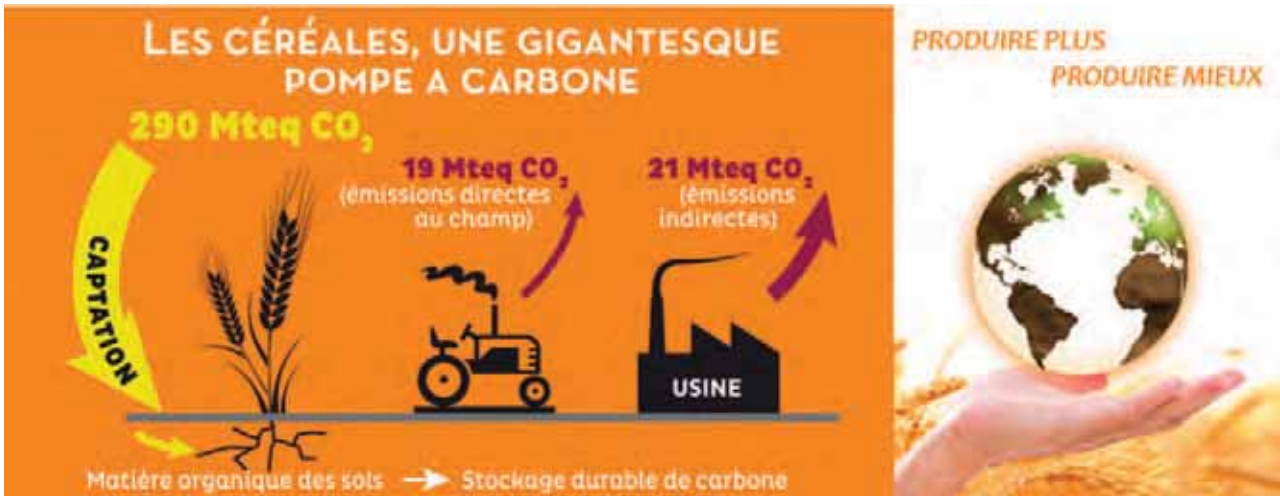 LES CÉRÉALES, UNE GIGANTESQUE
POMPE A CARBONE
290 Mteq CO₂
CAPTATION
19 Mteq CO₂
(émissions directes
au champ)
21 Mteq CO₂
(émissions
indirectes)
USINE
Matière organique des sols → Stockage durable de carbone
PRODUIRE PLUS
PRODUIRE MIEUX